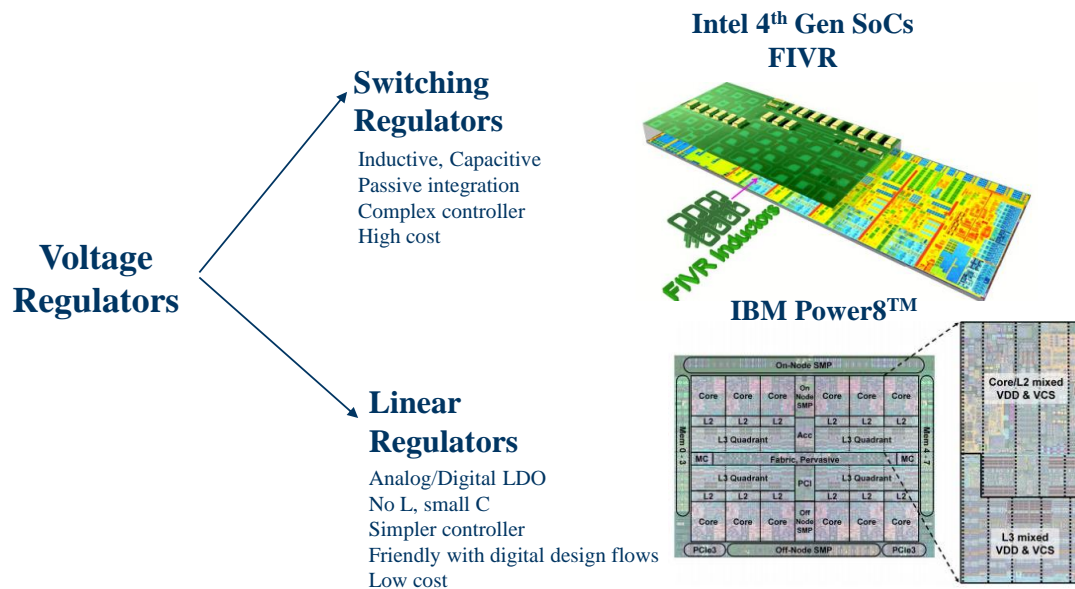 Intel 4th Gen SoCs
FIVR
Switching
Regulators
Inductive, Capacitive
Passive integration
Complex controller
High cost
FIVR Inductors
Voltage
Regulators
IBM Power8TM
Linear
Regulators
Analog/Digital LDO
No L, small C
Simpler controller
Friendly with digital design flows
Low cost
On-Node SMP
Core Core Core On Node SMP Core Core Core
L2 L2 L2 L2 L2 L2
L3 Quadrant Acc L3 Quadrant
Mem 0 - 3
Mem 4 - 7
MC Fabric, Pervasive MC
L3 Quadrant PCI L3 Quadrant
L2 L2 L2 L2 L2 L2
Core Core Core Off Node SMP Core Core Core
PCIe3 Off-Node SMP PCIe3
Core/L2 mixed
VDD & VCS
L3 mixed
VDD & VCS